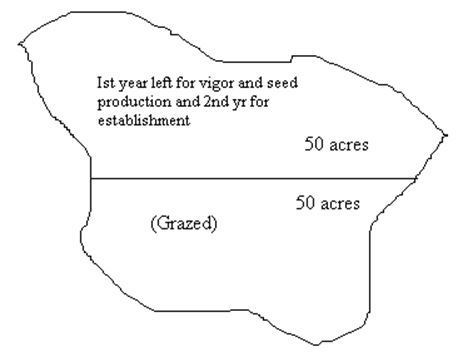 Ist year left for vigor and seed
production and 2nd yr for
establishment
50 acres
50 acres
(Grazed)